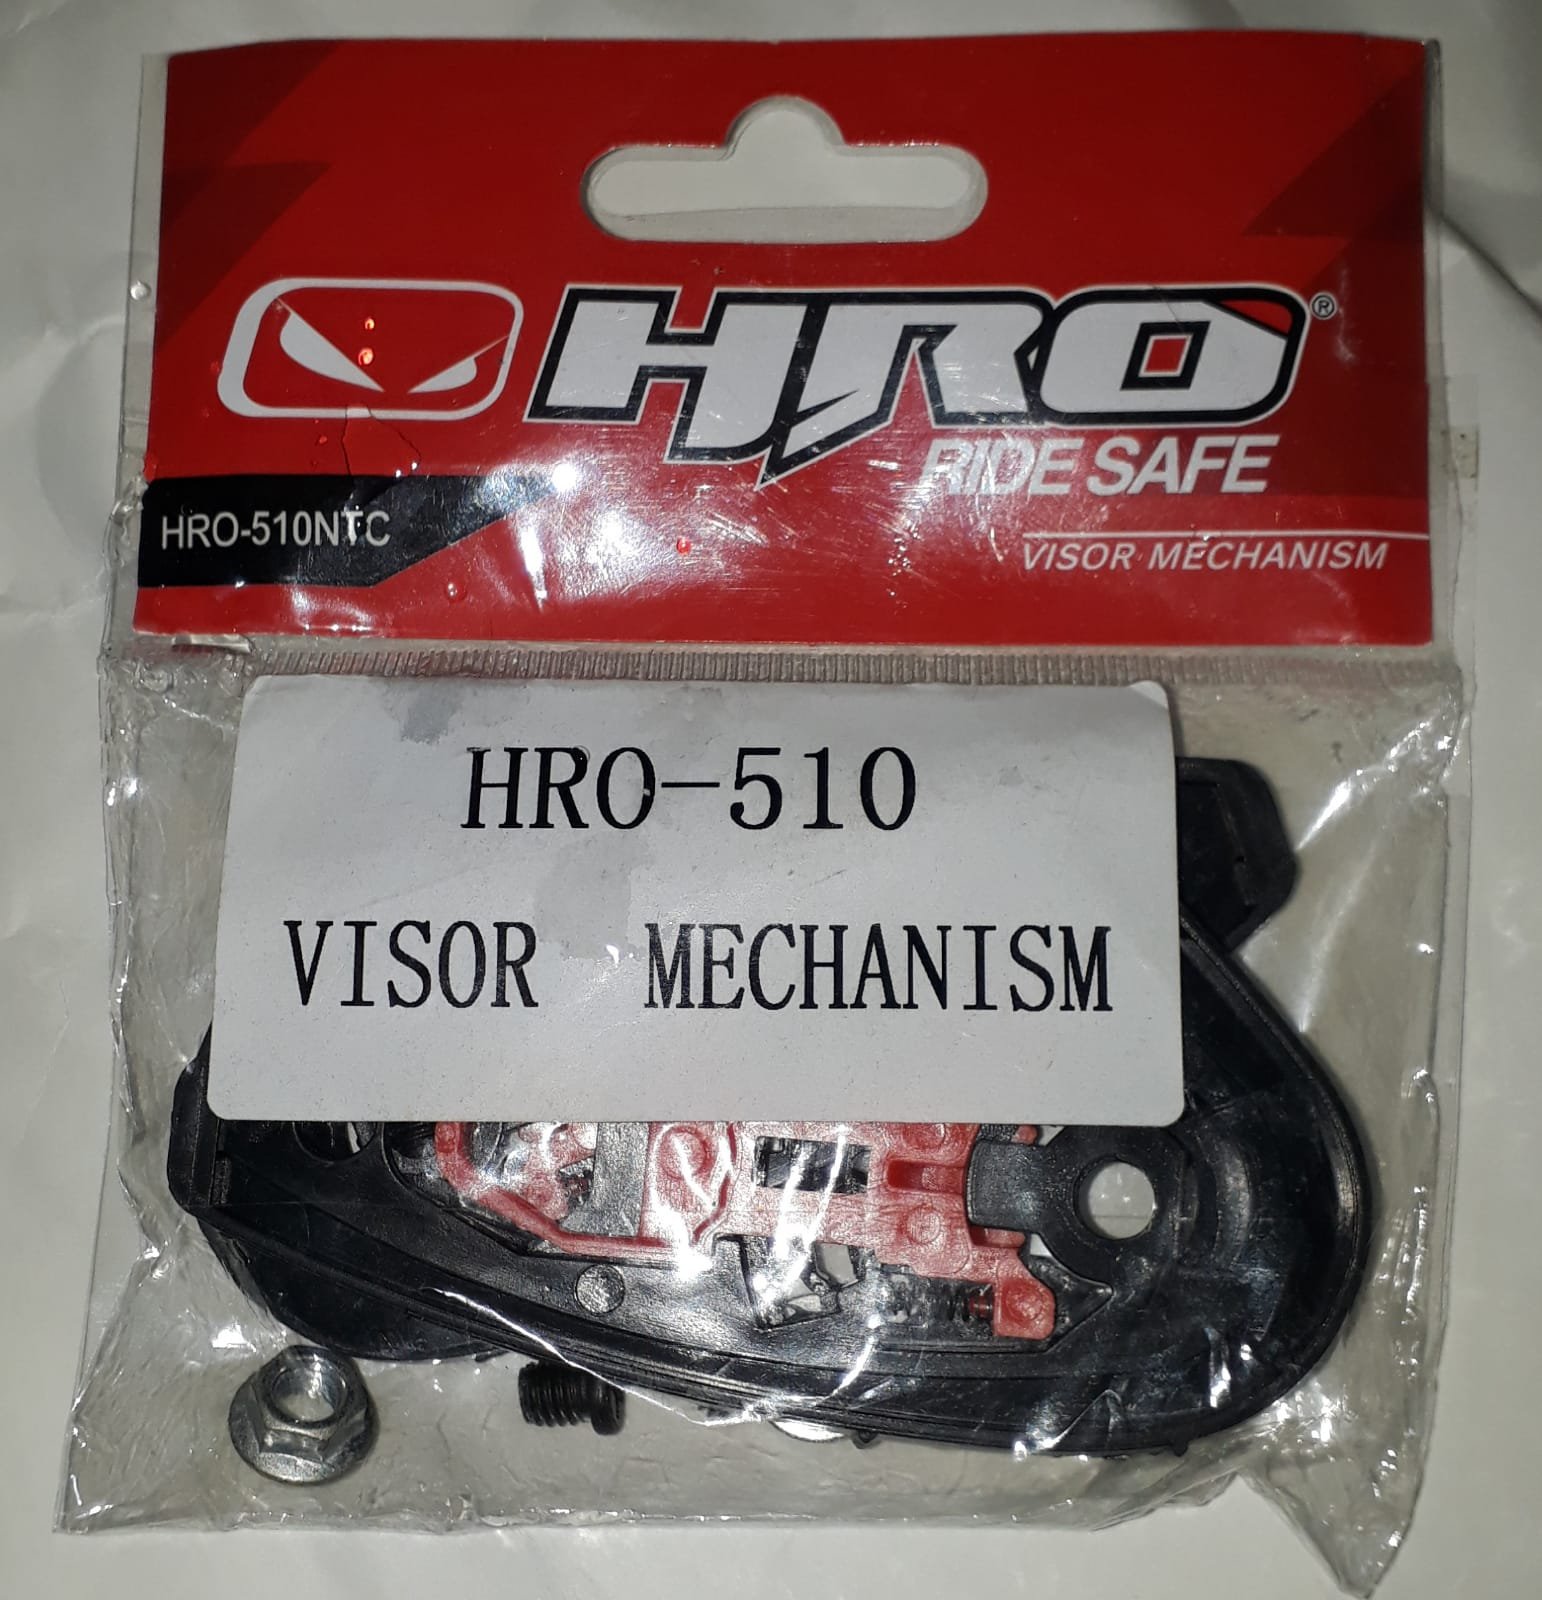 HRO®
RIDE SAFE
HRO-510NTC
VISOR MECHANISM
HRO-510
VISOR MECHANISM